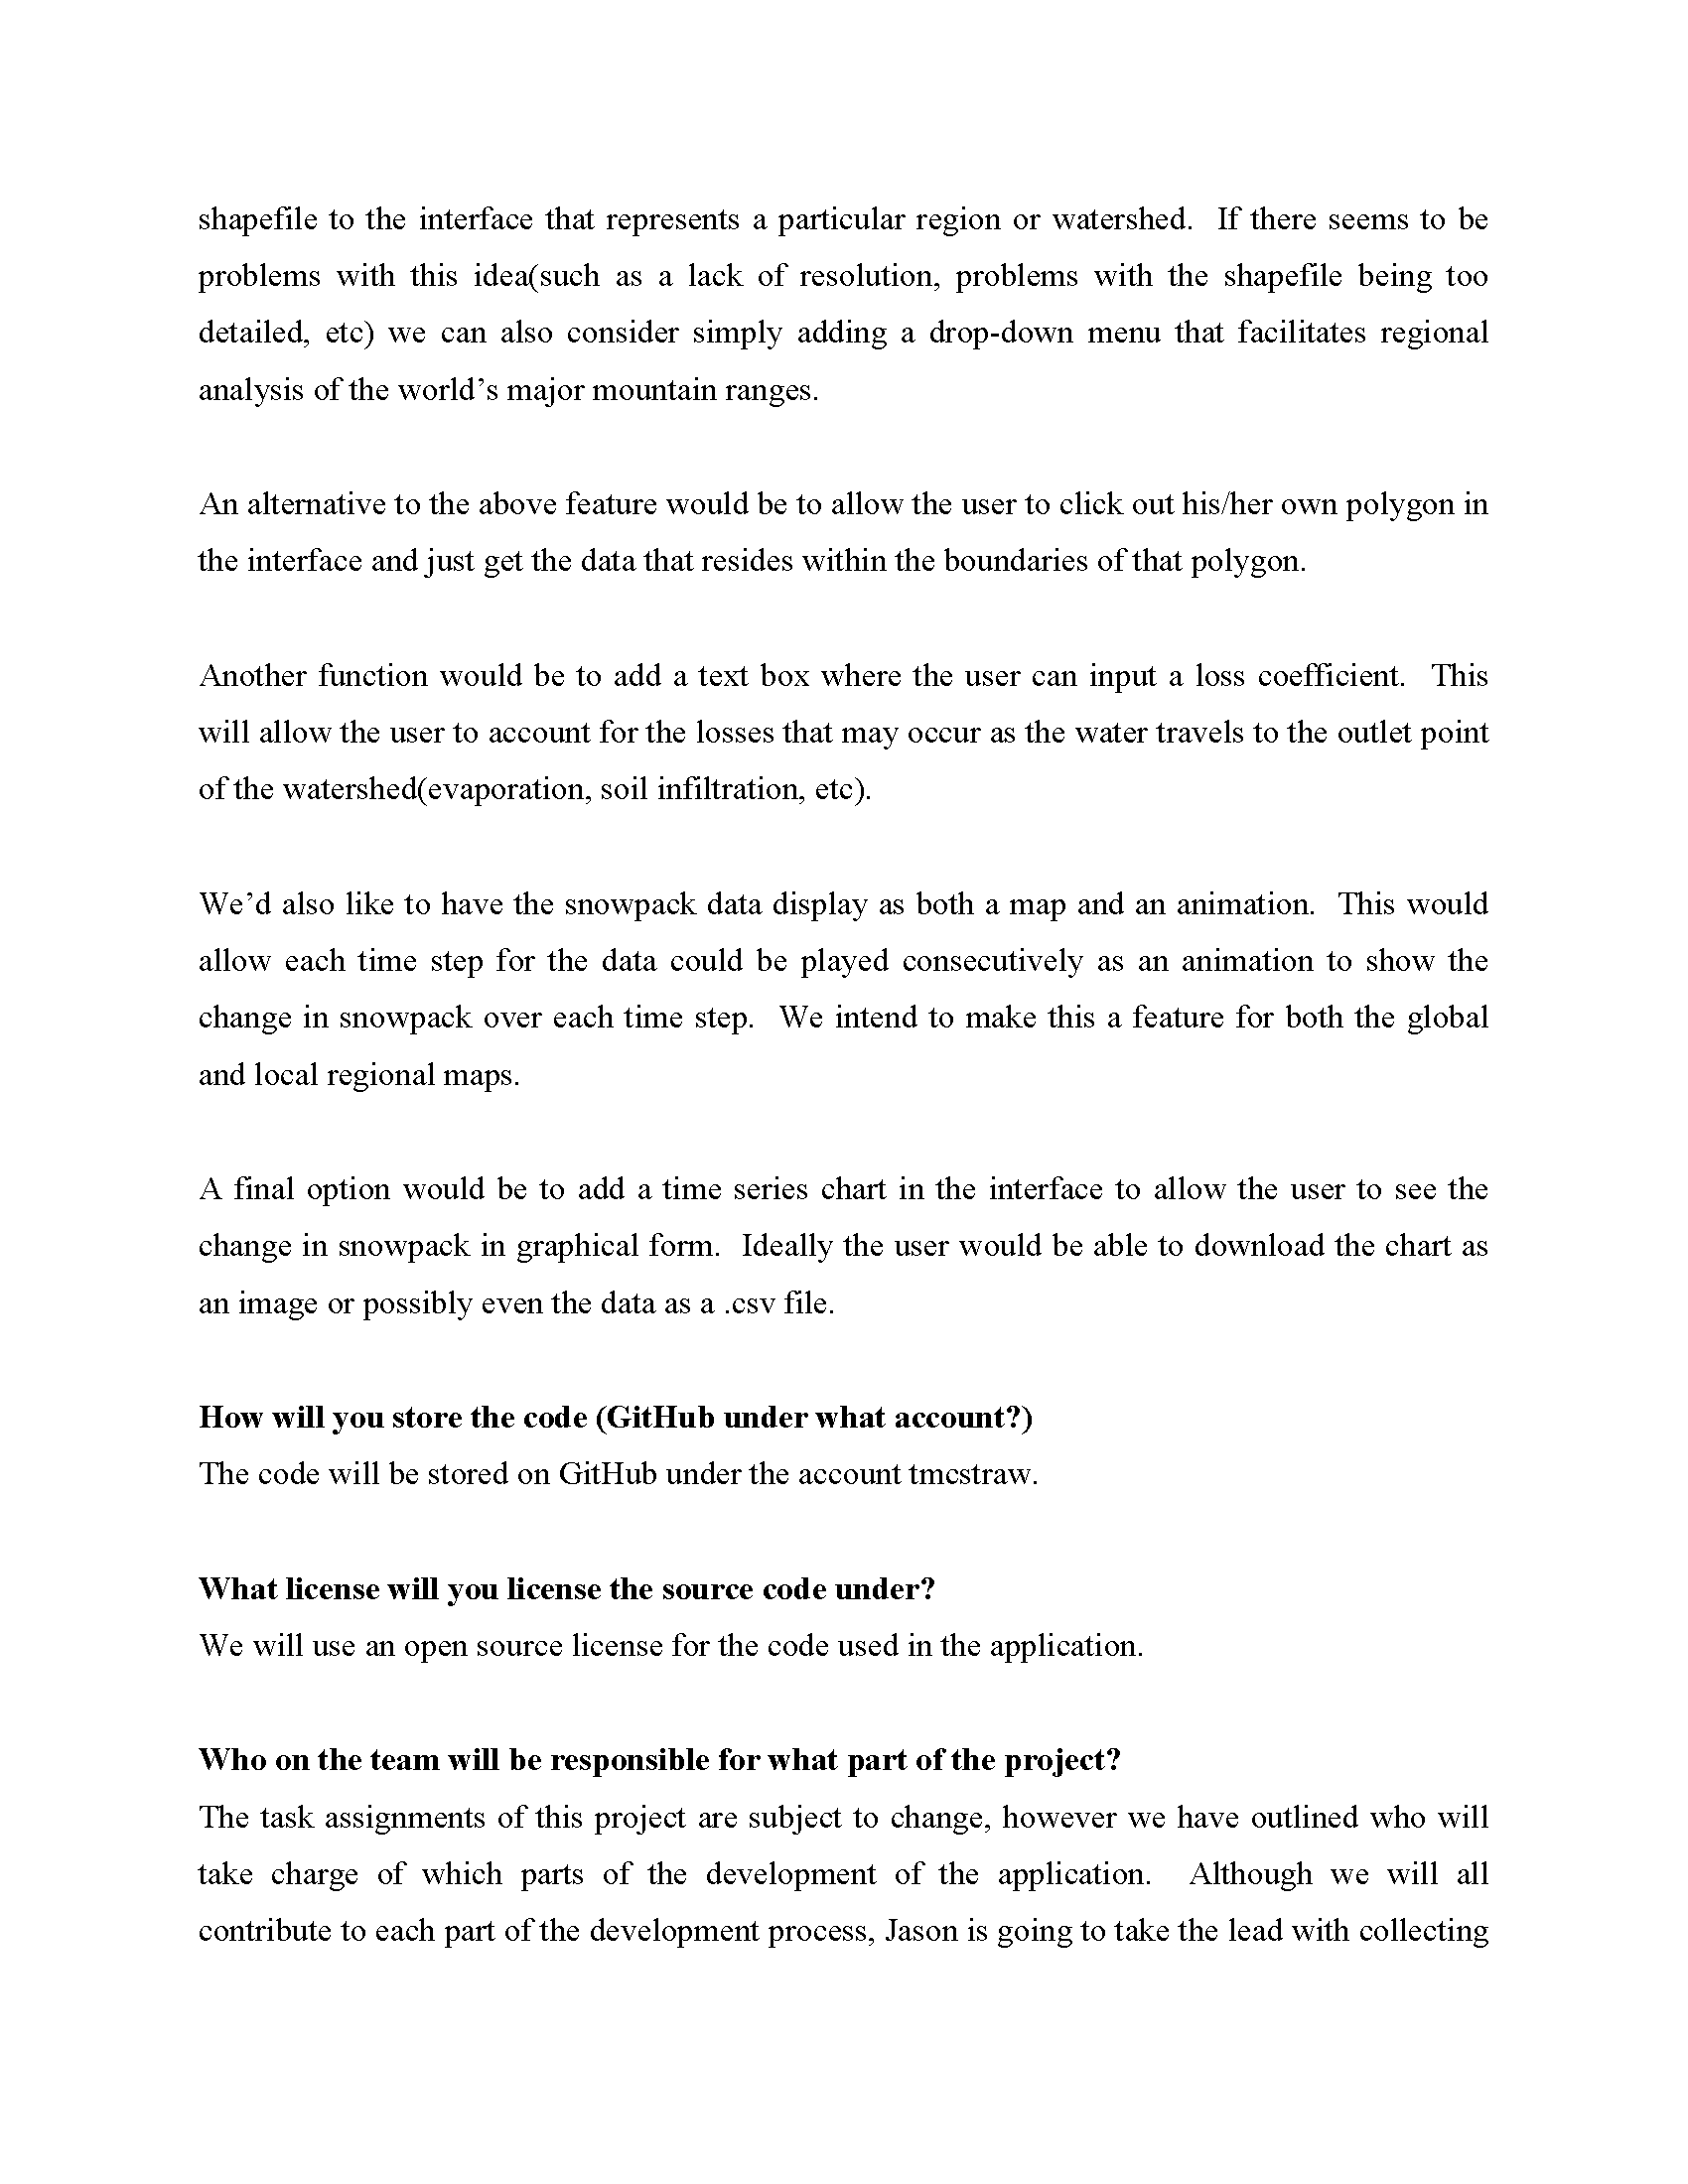 shapefile to the interface that represents a particular region or watershed.  If there seems to be
problems with this idea(such as a lack of resolution, problems with the shapefile being too
detailed, etc) we can also consider simply adding a drop-down menu that facilitates regional
analysis of the world’s major mountain ranges.
An alternative to the above feature would be to allow the user to click out his/her own polygon in
the interface and just get the data that resides within the boundaries of that polygon.
Another function would be to add a text box where the user can input a loss coefficient.  This
will allow the user to account for the losses that may occur as the water travels to the outlet point
of the watershed(evaporation, soil infiltration, etc).
We’d also like to have the snowpack data display as both a map and an animation.  This would
allow each time step for the data could be played consecutively as an animation to show the
change in snowpack over each time step.  We intend to make this a feature for both the global
and local regional maps.
A final option would be to add a time series chart in the interface to allow the user to see the
change in snowpack in graphical form.  Ideally the user would be able to download the chart as
an image or possibly even the data as a .csv file.
How will you store the code (GitHub under what account?)
The code will be stored on GitHub under the account tmcstraw.
What license will you license the source code under?
We will use an open source license for the code used in the application.
Who on the team will be responsible for what part of the project?
The task assignments of this project are subject to change, however we have outlined who will
take charge of which parts of the development of the application.  Although we will all
contribute to each part of the development process, Jason is going to take the lead with collecting